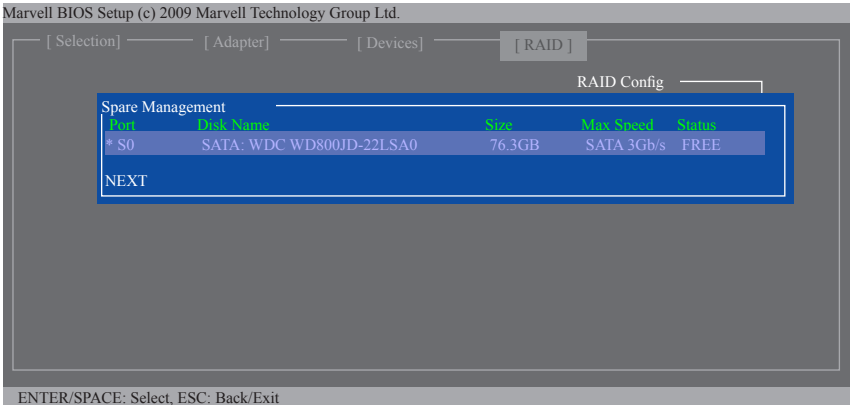 Marvell BIOS Setup (c) 2009 Marvell Technology Group Ltd.
[ Selection] [ Adapter] [ Devices] [ RAID ]
RAID Config
Spare Management
Port Disk Name Size Max Speed Status
* S0 SATA: WDC WD800JD-22LSA0 76.3GB SATA 3Gb/s FREE
NEXT
ENTER/SPACE: Select, ESC: Back/Exit